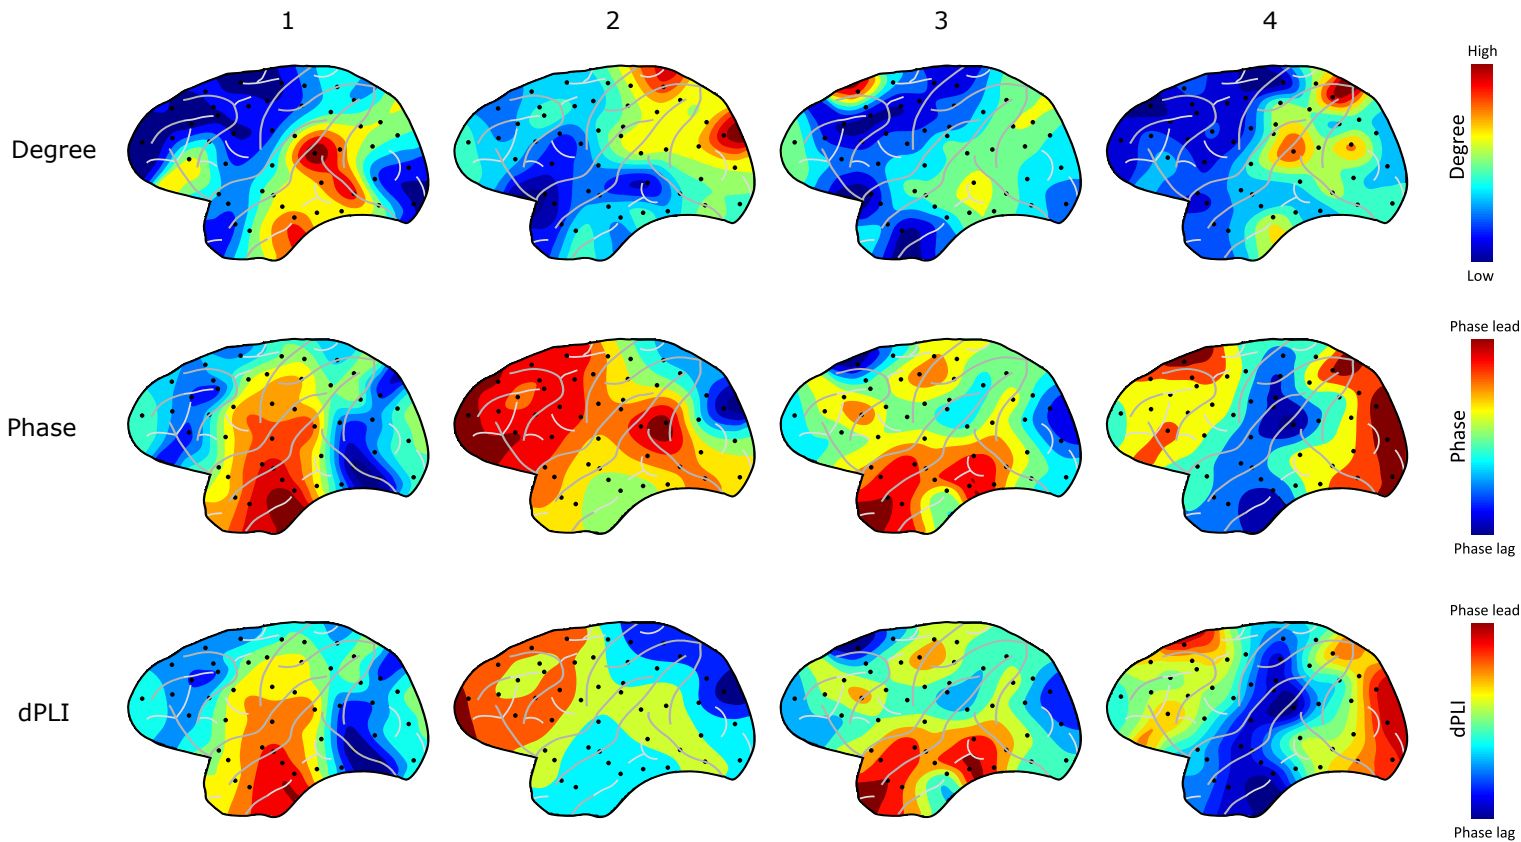 1 2 3 4
Degree
High
Degree
Low
Phase
Phase lead
Phase
Phase lag
dPLI
Phase lead
dPLI
Phase lag